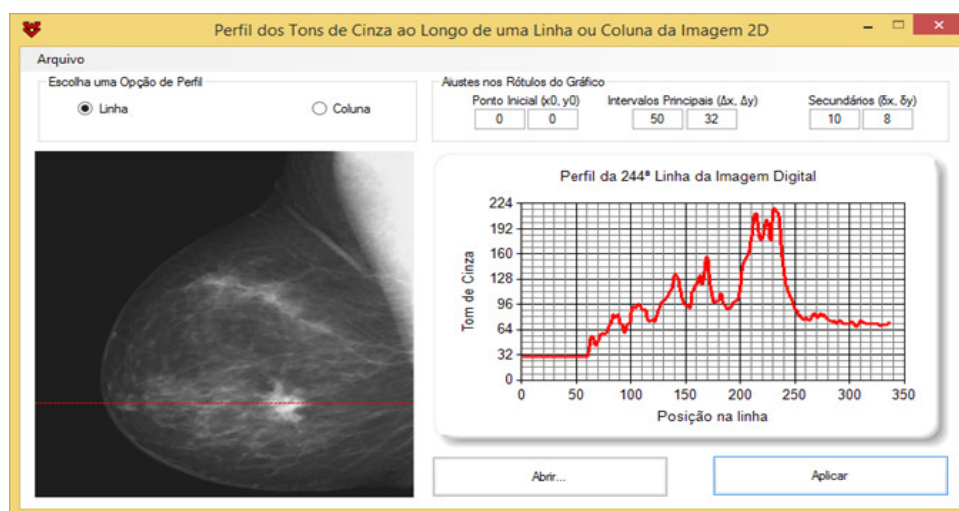 Perfil dos Tons de Cinza ao Longo de uma Linha ou Coluna da Imagem 2D
Arquivo
Escolha uma Opção de Perfil
Linha
Coluna
Ajustes nos Rótulos do Gráfico
Ponto Inicial (x0, y0)
Intervalos Principais (Δx, Δy)
Secundários (δx, δy)
0 0
50 32
10 8
Perfil da 244ª Linha da Imagem Digital
Tom de Cinza
224
192
160
128
96
64
32
0
0 50 100 150 200 250 300 350
Posição na linha
Abrir...
Aplicar